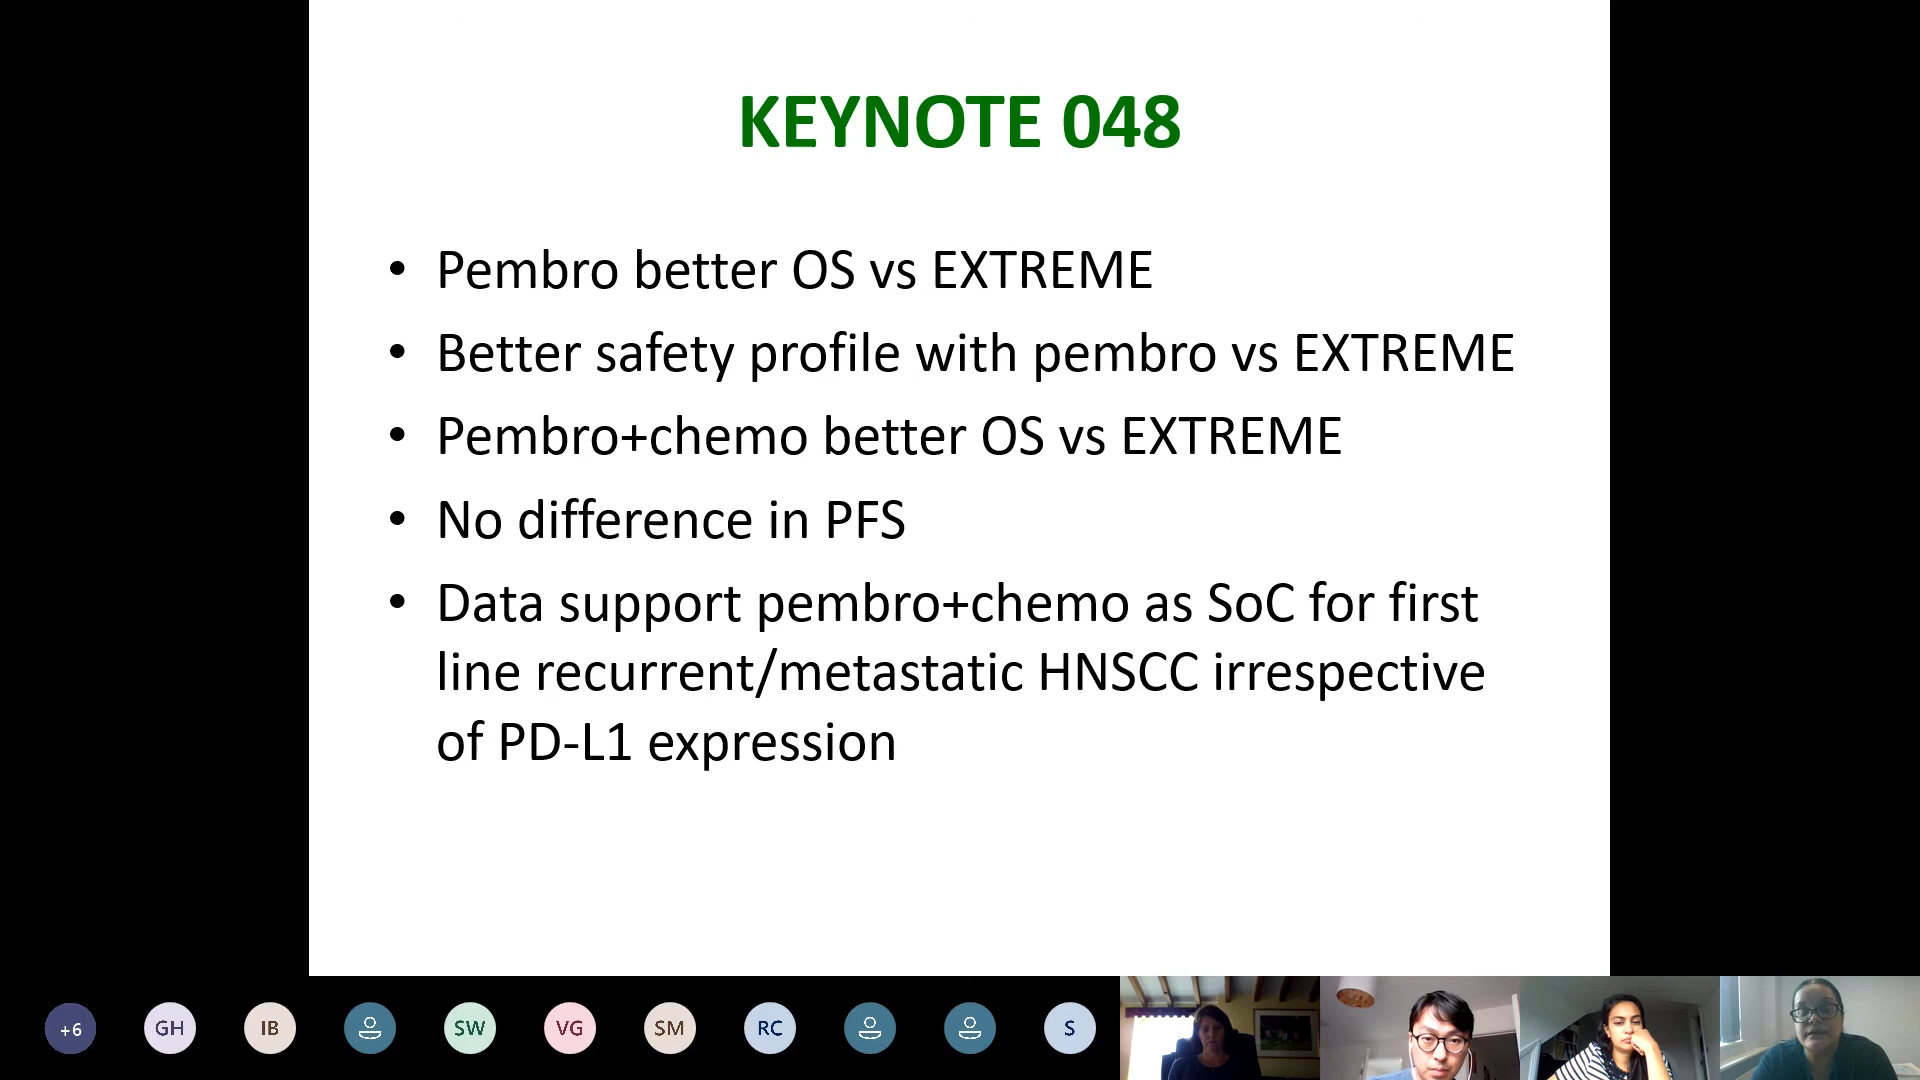 KEYNOTE 048
• Pembro better OS vs EXTREME
• Better safety profile with pembro vs EXTREME
• Pembro+chemo better OS vs EXTREME
• No difference in PFS
• Data support pembro+chemo as SoC for first
line recurrent/metastatic HNSCC irrespective
of PD-L1 expression
+6 GH IB SW VG SM RC S